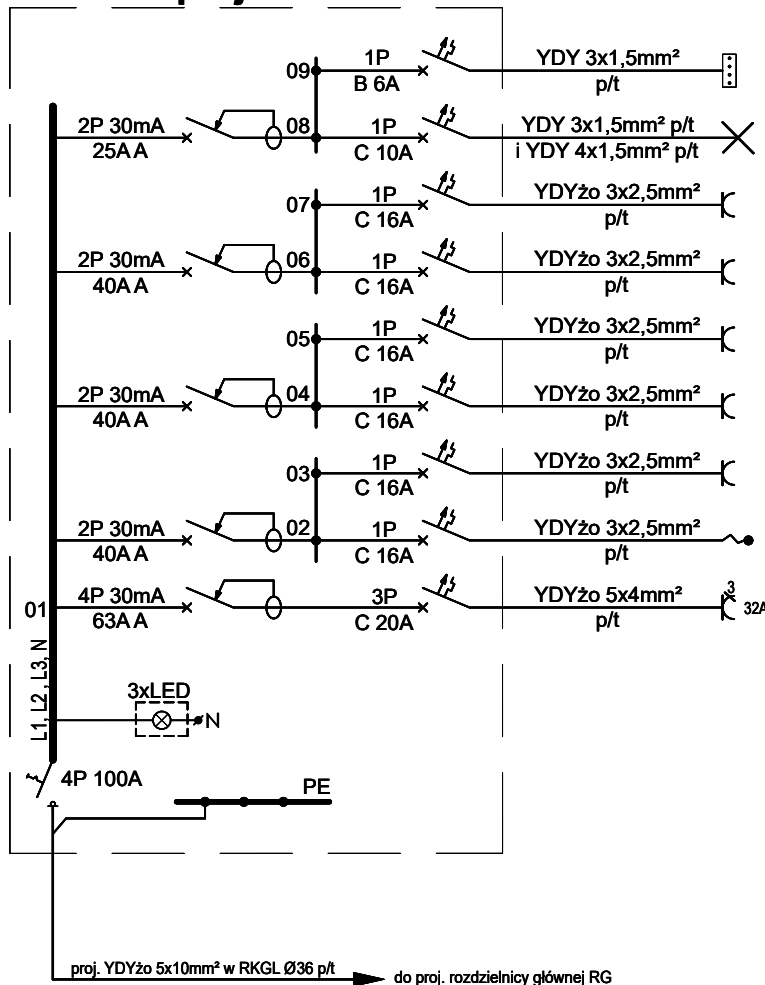 09 1P YDY 3x1,5mm²
B 6A p/t
2P 30mA 08 1P YDY 3x1,5mm² p/t
25A A C 10A i YDY 4x1,5mm² p/t
07 1P YDYżo 3x2,5mm²
C 16A p/t
2P 30mA 06 1P YDYżo 3x2,5mm²
40A A C 16A p/t
05 1P YDYżo 3x2,5mm²
C 16A p/t
2P 30mA 04 1P YDYżo 3x2,5mm²
40A A C 16A p/t
03 1P YDYżo 3x2,5mm²
C 16A p/t
2P 30mA 02 1P YDYżo 3x2,5mm²
40A A C 16A p/t
01 4P 30mA 3P YDYżo 5x4mm² 3
63A A C 20A p/t 32A
L1, L2 , L3, N
3xLED
N
4P 100A
PE
proj. YDYżo 5x10mm² w RKGL Ø36 p/t do proj. rozdzielnicy głównej RG